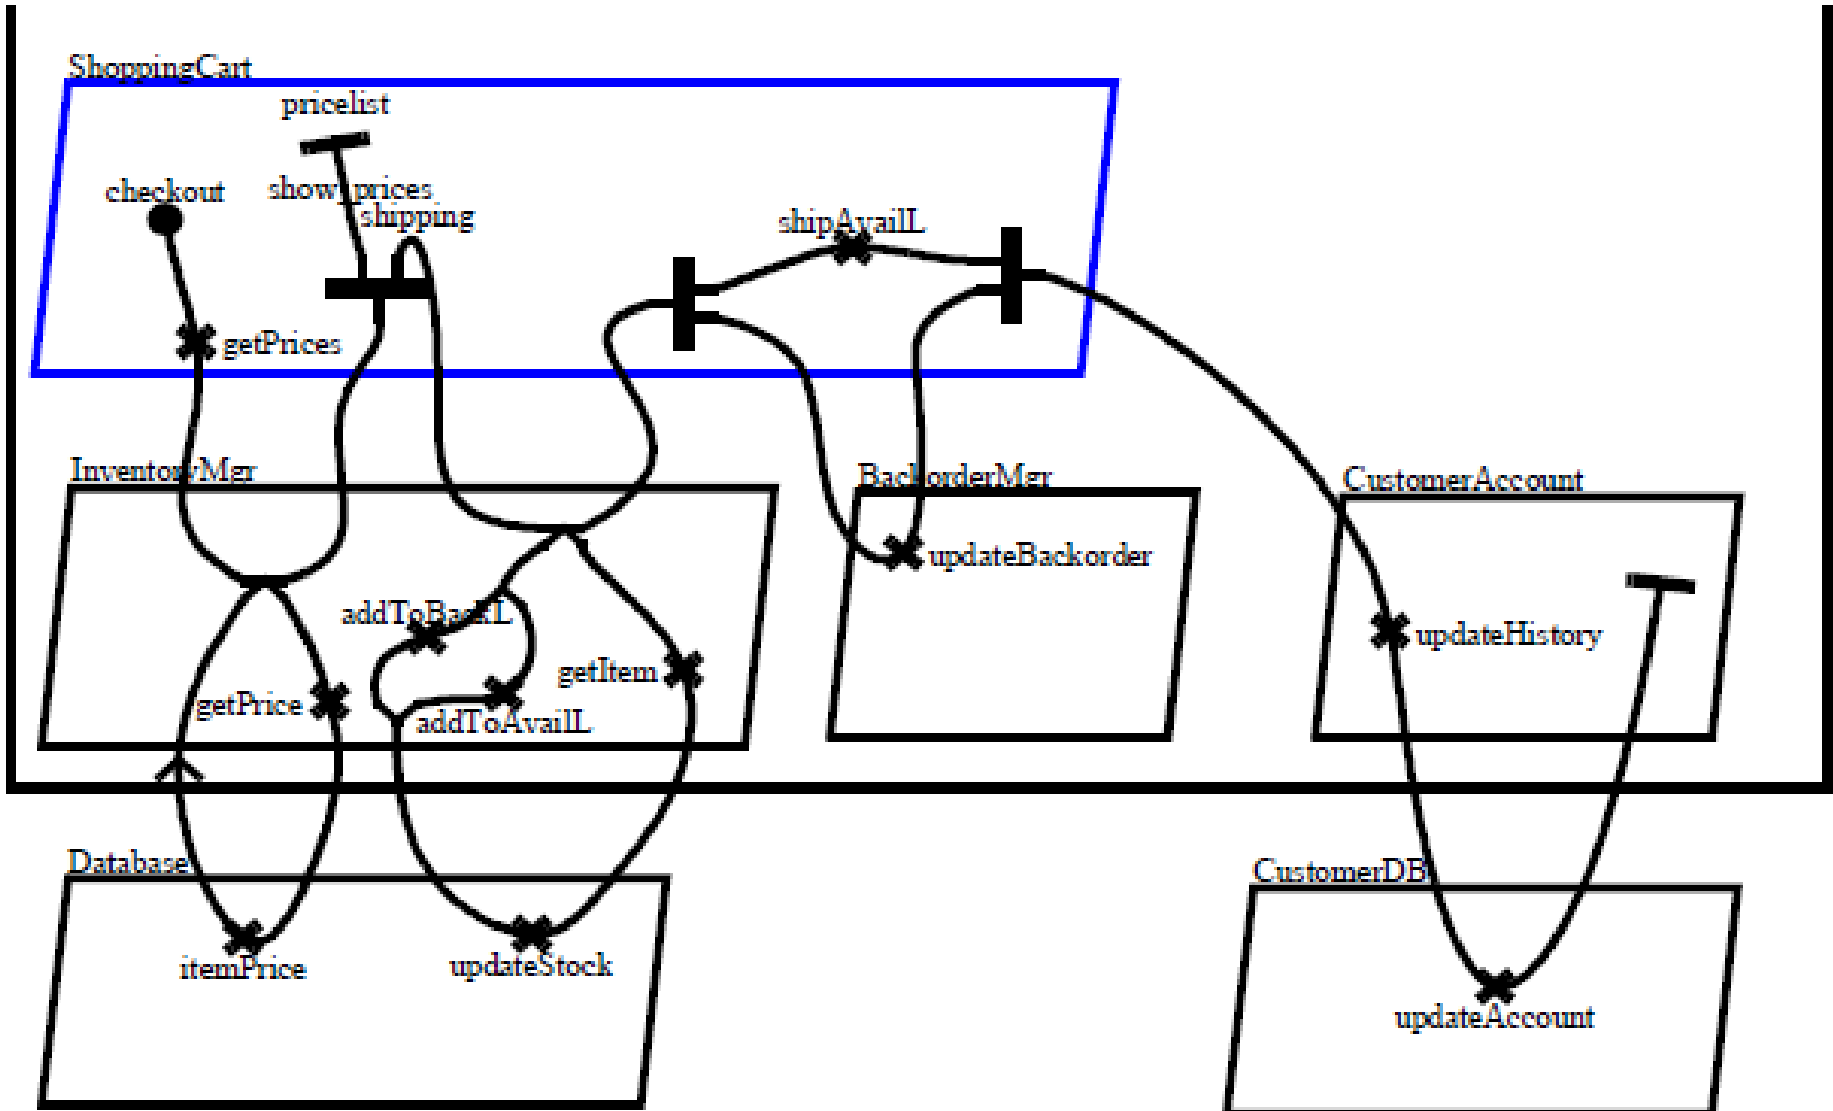 ShoppingCart
pricelist
checkout
show_prices
shipping
shipAvailL
getPrices
InventoryMgr
BackorderMgr
CustomerAccount
updateBackorder
addToBackL
updateHistory
getItem
getPrice
addToAvailL
Database
CustomerDB
itemPrice
updateStock
updateAccount